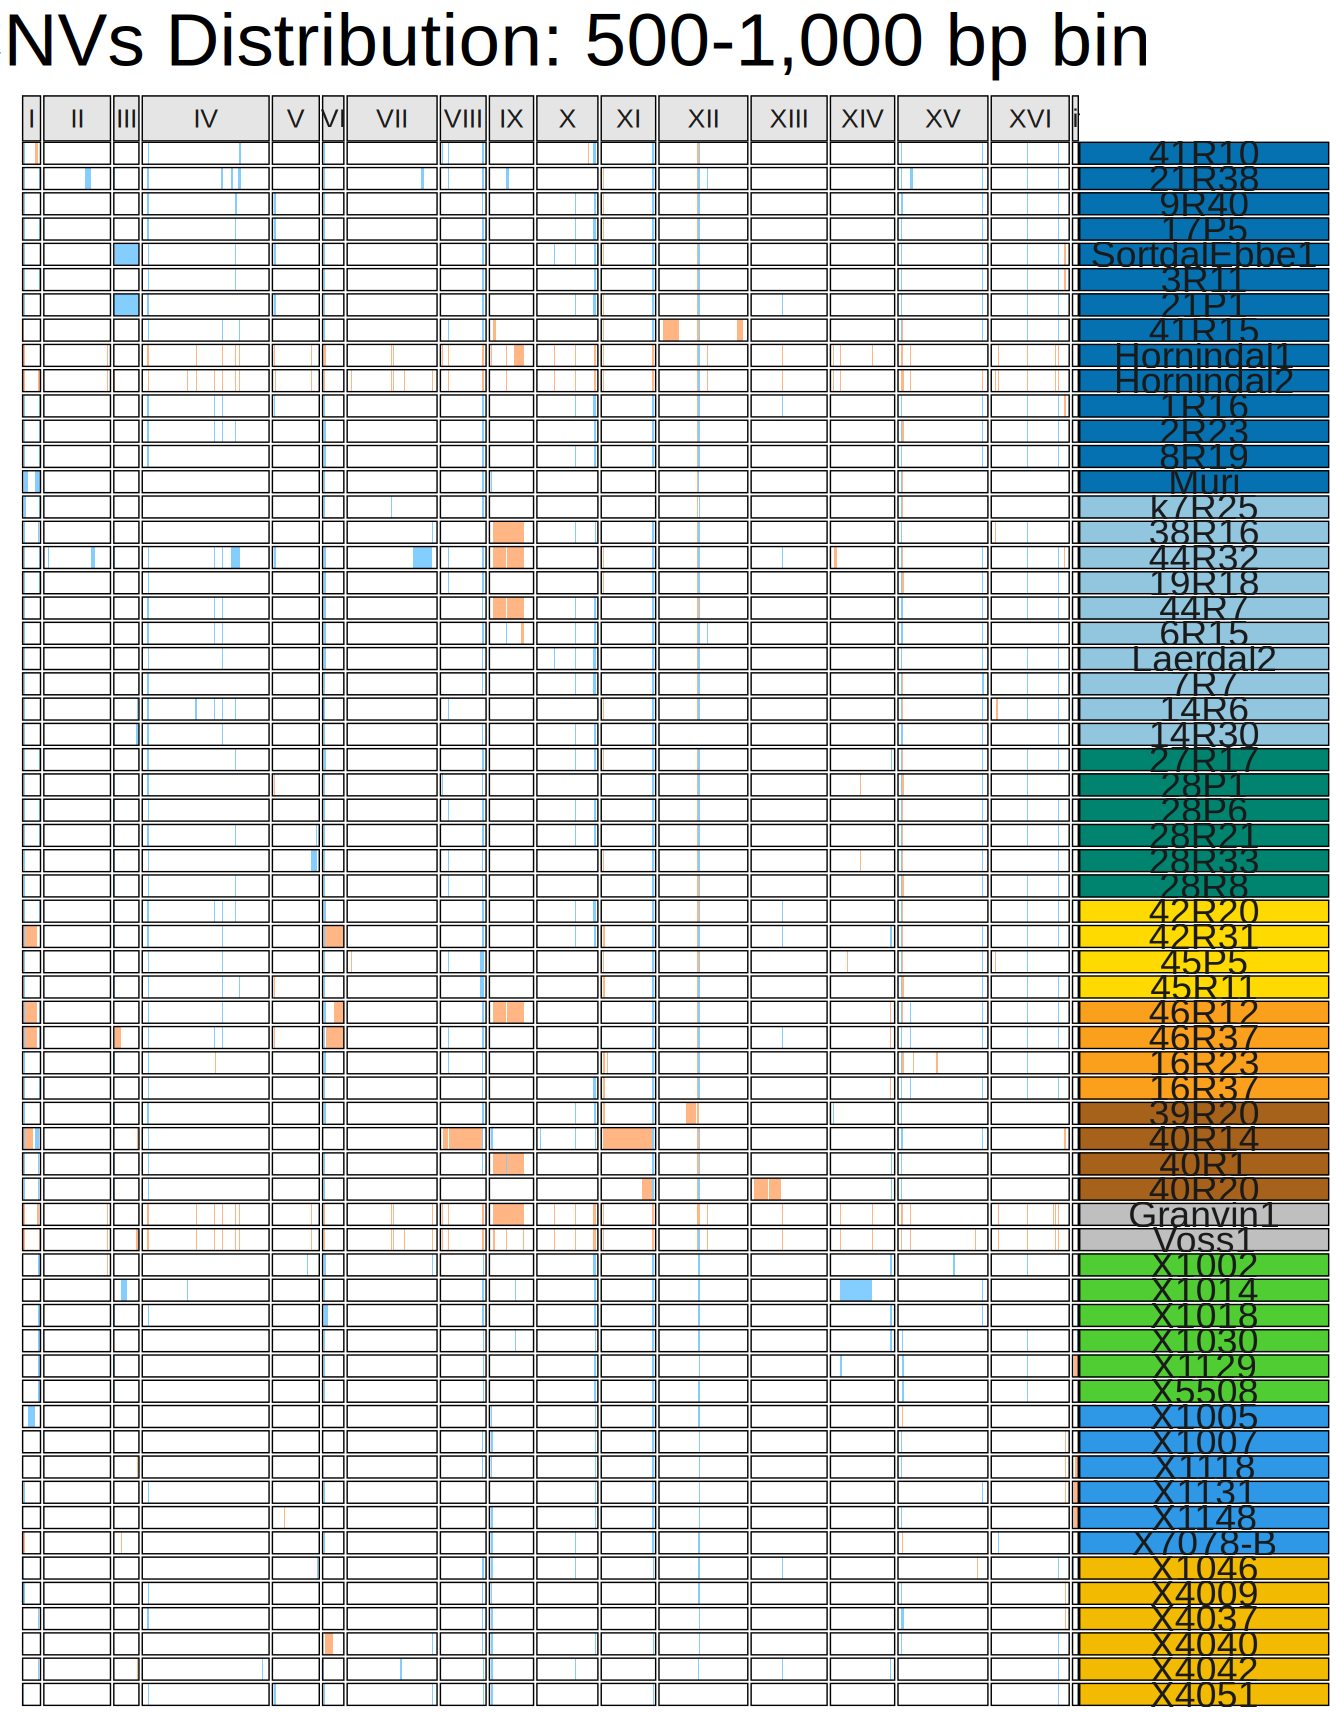 NVs Distribution: 500-1,000 bp bin
I II III IV V VI VII VIII IX X XI XII XIII XIV XV XVI
41R10
21R38
9R40
17P5
SortdalEbbe1
3R11
21P1
41R15
Hornindal1
Hornindal2
1R16
2R23
8R19
Muri
k7R25
38R16
44R32
19R18
44R7
6R15
Laerdal2
7R7
14R6
14R30
27R17
28P1
28P6
28R21
28R33
28R8
42R20
42R31
45P5
45R11
46R12
46R37
16R23
16R37
39R20
40R14
40R1
40R20
Granvin1
Voss1
X1002
X1014
X1018
X1030
X1129
X5508
X1005
X1007
X1118
X1131
X1148
X7078-B
X1046
X4009
X4037
X4040
X4042
X4051